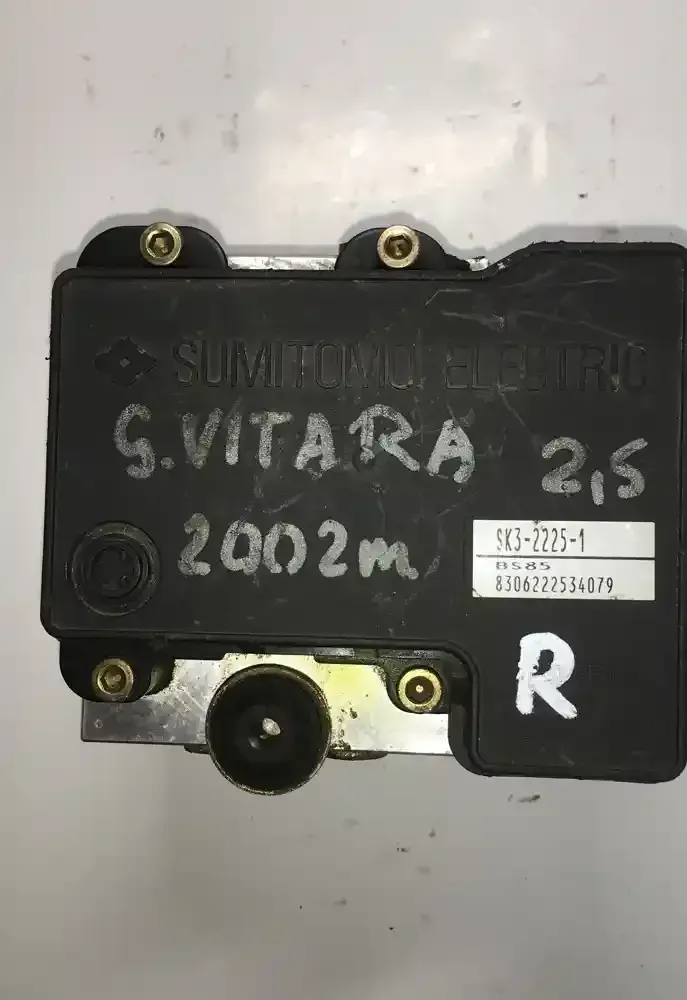 SUMITOMO ELECTRIC
G.VITARA 2,5
2002m
SK3-2225-1
BS85
8306222534079
R